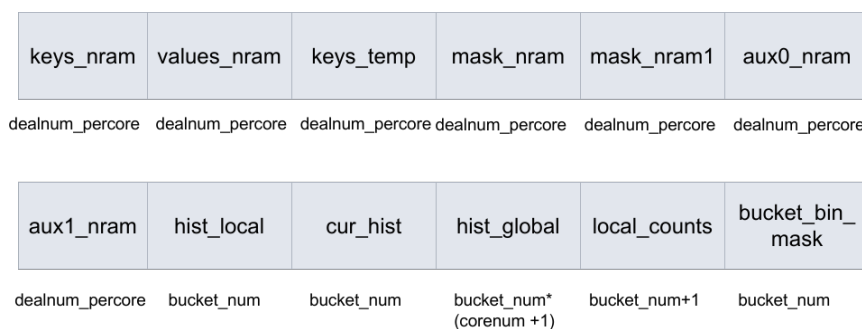 keys_nram values_nram keys_temp mask_nram mask_nram1 aux0_nram
dealnum_percore dealnum_percore dealnum_percore dealnum_percore dealnum_percore dealnum_percore
aux1_nram hist_local cur_hist hist_global local_counts bucket_bin_
mask
dealnum_percore bucket_num bucket_num bucket_num* bucket_num+1 bucket_num
(corenum +1)